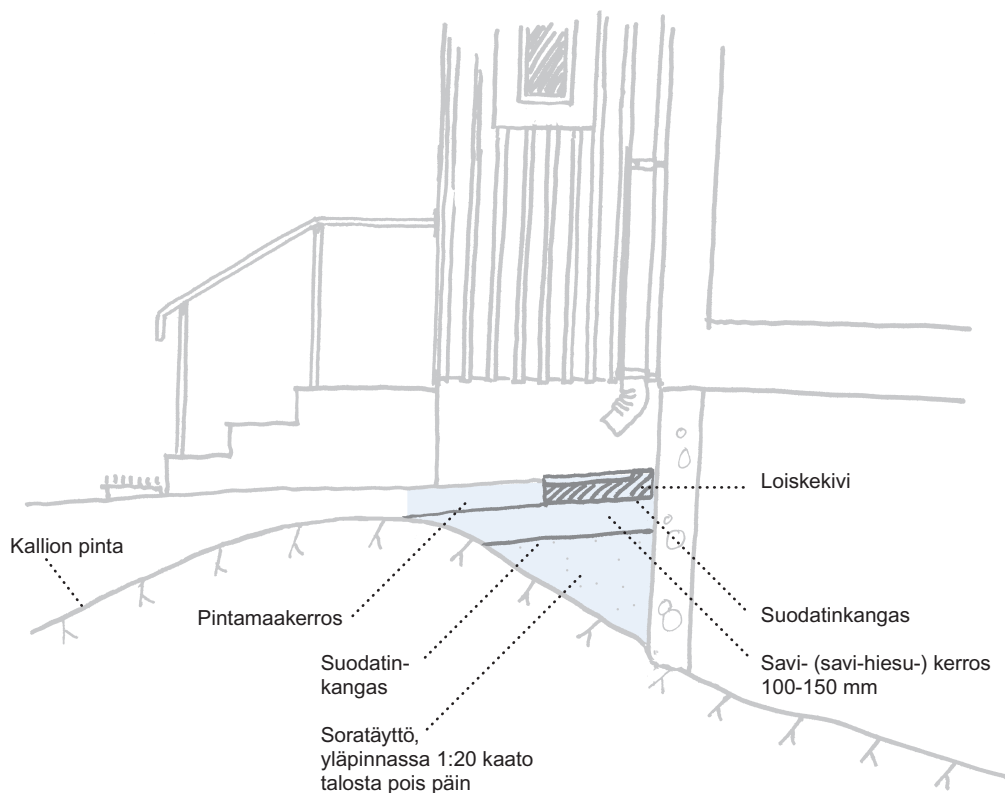 Loiskekivi
Kallion pinta
Pintamaakerros
Suodatinkangas
Suodatin-
kangas
Savi- (savi-hiesu-) kerros
100-150 mm
Soratäyttö,
yläpinnassa 1:20 kaato
talosta pois päin